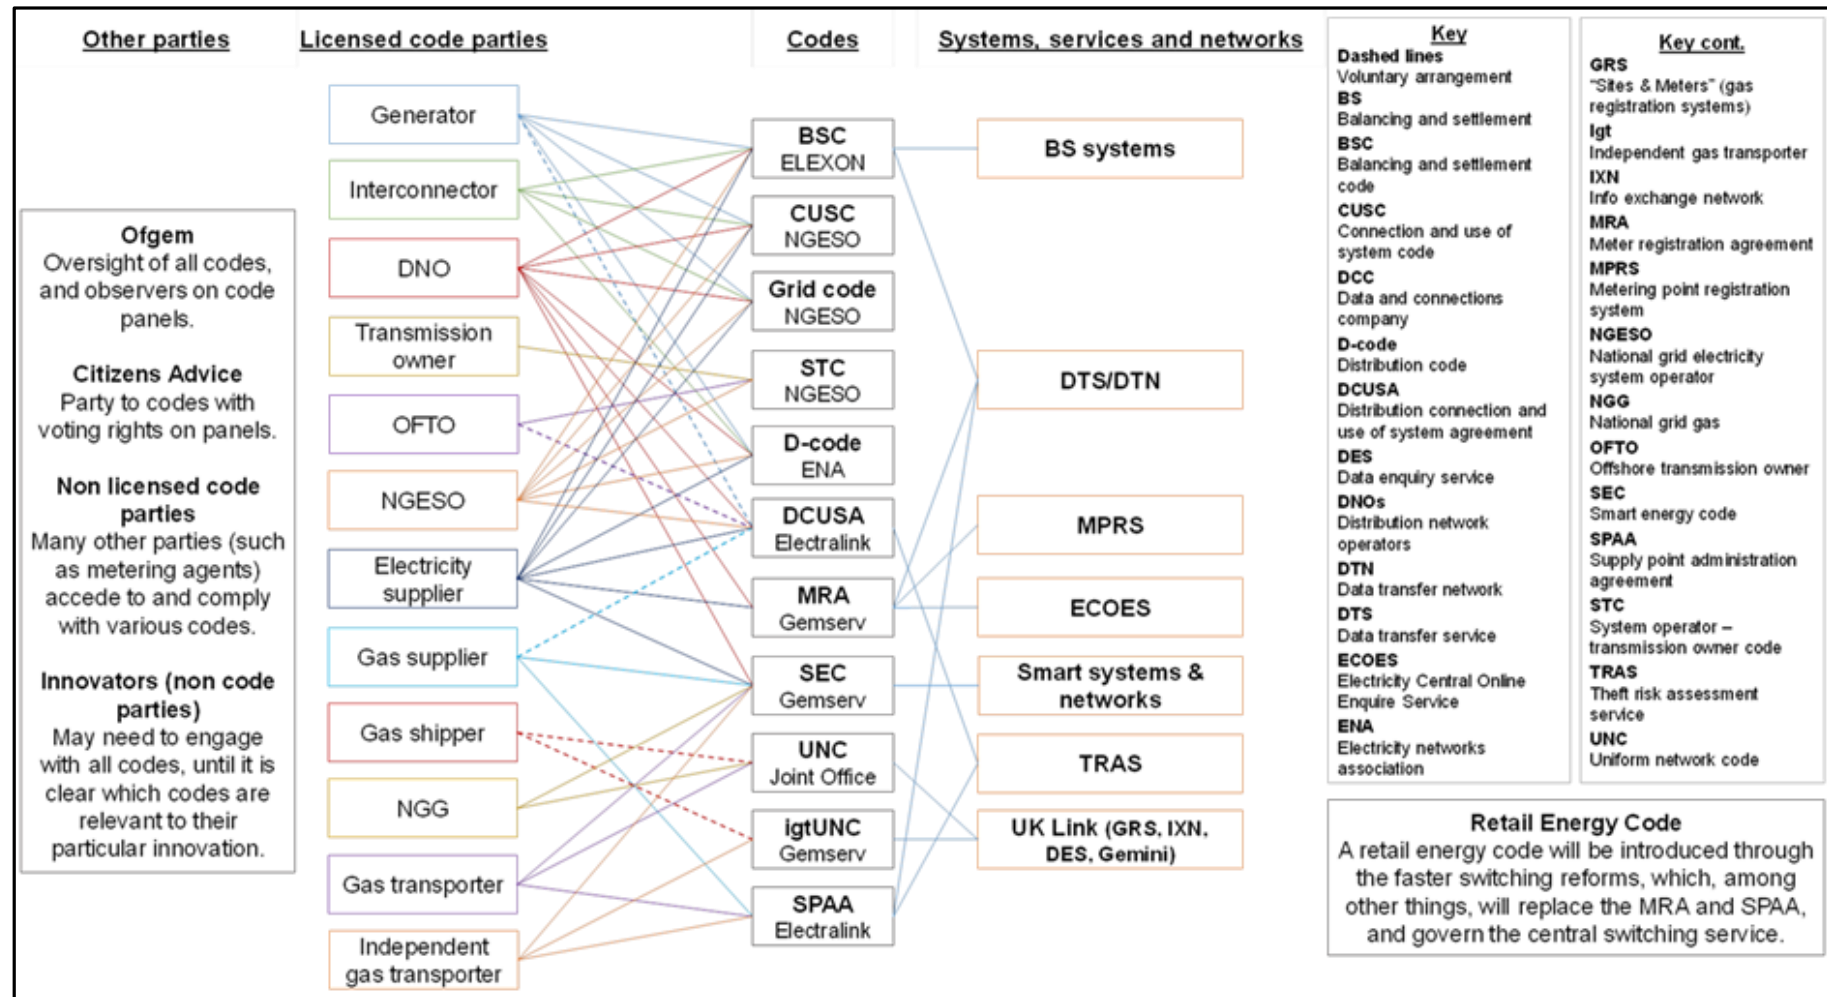 Other parties
Licensed code parties
Codes
Systems, services and networks
Ofgem
Oversight of all codes,
and observers on code
panels.
Citizens Advice
Party to codes with
voting rights on panels.
Non licensed code
parties
Many other parties (such
as metering agents)
accede to and comply
with various codes.
Innovators (non code
parties)
May need to engage
with all codes, until it is
clear which codes are
relevant to their
particular innovation.
Generator
Interconnector
DNO
Transmission
owner
OFTO
NGESO
Electricity
supplier
Gas supplier
Gas shipper
NGG
Gas transporter
Independent
gas transporter
BSC
ELEXON
CUSC
NGESO
Grid code
NGESO
STC
NGESO
D-code
ENA
DCUSA
Electralink
MRA
Gemserv
SEC
Gemserv
UNC
Joint Office
igtUNC
Gemserv
SPAA
Electralink
BS systems
DTS/DTN
MPRS
ECOES
Smart systems &
networks
TRAS
UK Link (GRS, IXN,
DES, Gemini)
Key
Dashed lines
Voluntary arrangement
BS
Balancing and settlement
BSC
Balancing and settlement
code
CUSC
Connection and use of
system code
DCC
Data and connections
company
D-code
Distribution code
DCUSA
Distribution connection and
use of system agreement
DES
Data enquiry service
DNOs
Distribution network
operators
DTN
Data transfer network
DTS
Data transfer service
ECOES
Electricity Central Online
Enquire Service
ENA
Electricity networks
association
Key cont.
GRS
"Sites & Meters" (gas
registration systems)
Igt
Independent gas transporter
IXN
Info exchange network
MRA
Meter registration agreement
MPRS
Metering point registration
system
NGESO
National grid electricity
system operator
NGG
National grid gas
OFTO
Offshore transmission owner
SEC
Smart energy code
SPAA
Supply point administration
agreement
STC
System operator –
transmission owner code
TRAS
Theft risk assessment
service
UNC
Uniform network code
Retail Energy Code
A retail energy code will be introduced through
the faster switching reforms, which, among
other things, will replace the MRA and SPAA,
and govern the central switching service.